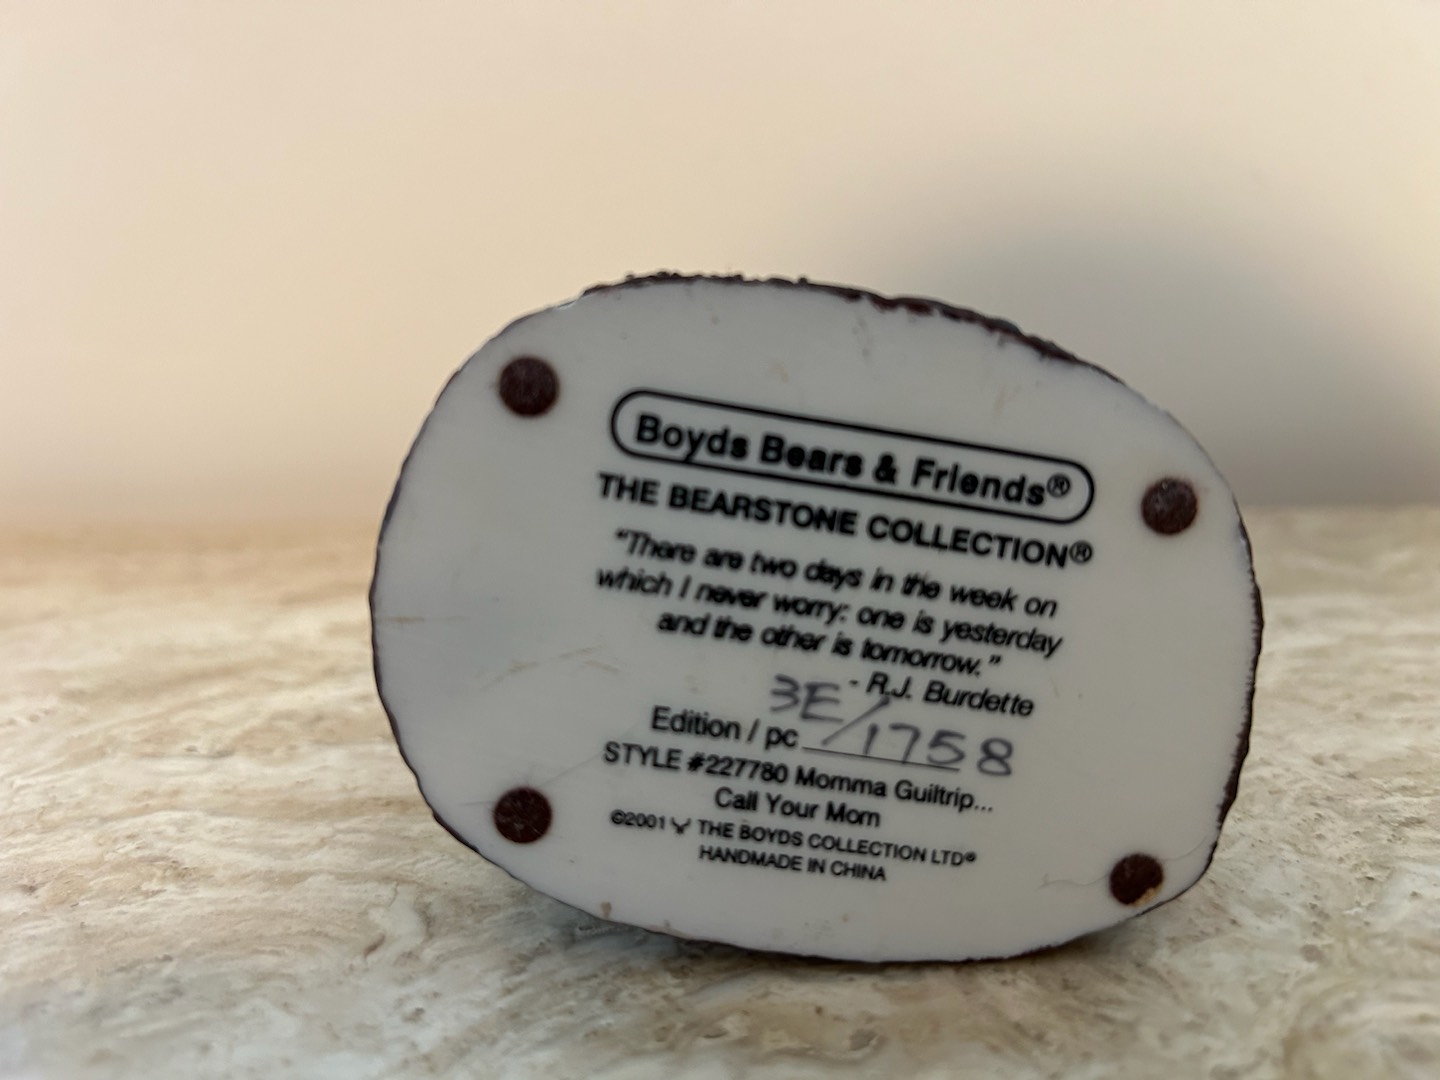 Boyds Bears & Friends®
THE BEARSTONE COLLECTION®
"There are two days in the week on
which I never worry: one is yesterday
and the other is tomorrow."
- R.J. Burdette
Edition / pc 3E/1758
STYLE #227780 Momma Guiltrip...
Call Your Mom
©2001 THE BOYDS COLLECTION LTD®
HANDMADE IN CHINA